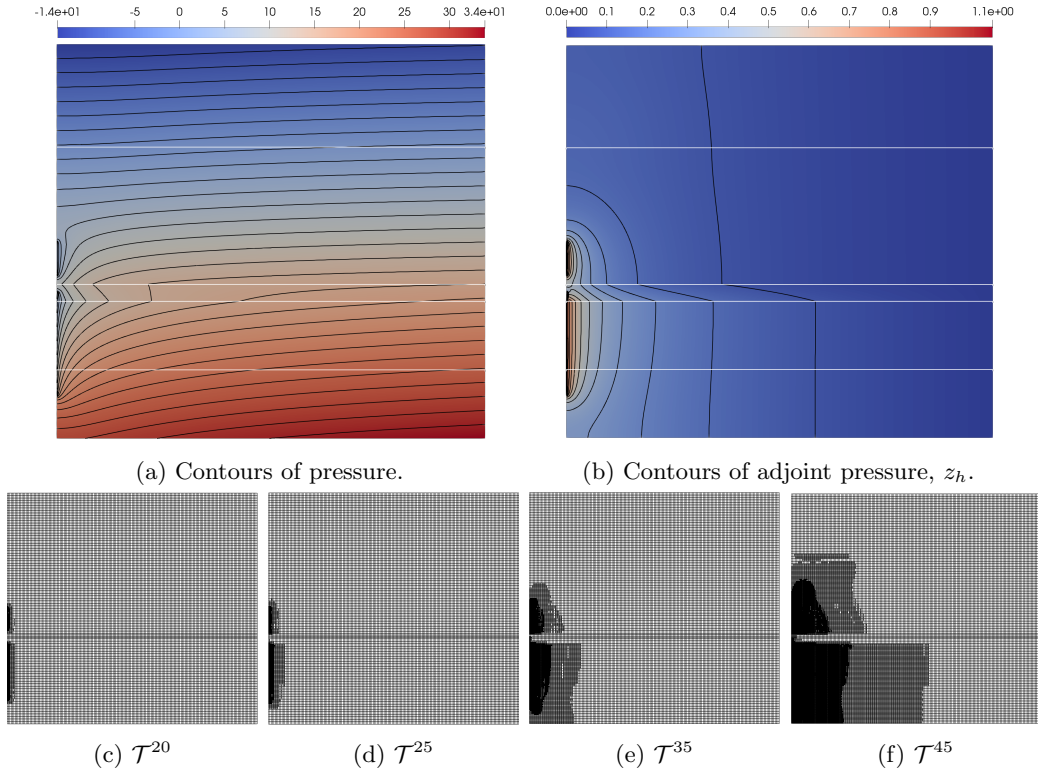 -1.4e+01 -5 0 5 10 15 20 25 30 3.4e+01
0.0e+00 0.1 0.2 0.3 0.4 0.5 0.6 0.7 0.8 0.9 1.1e+00
(a) Contours of pressure.
(b) Contours of adjoint pressure, z_h.
(c) 𝒯^20
(d) 𝒯^25
(e) 𝒯^35
(f) 𝒯^45